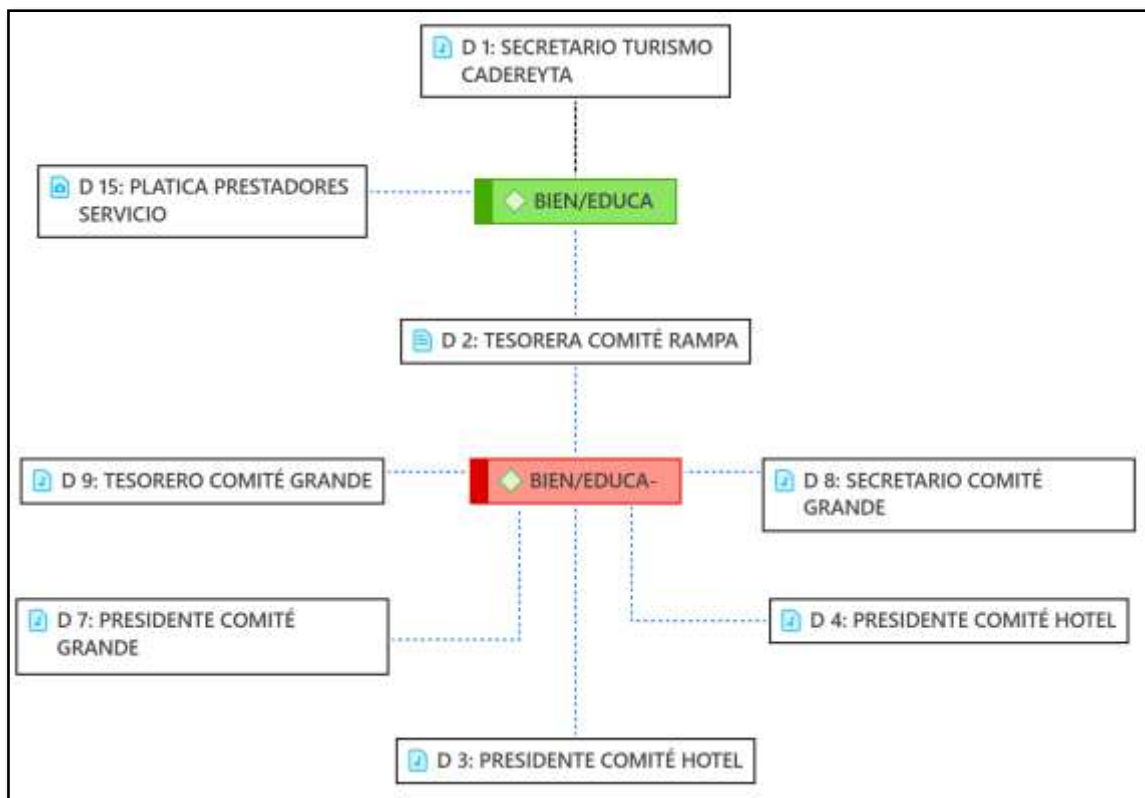 D 1: SECRETARIO TURISMO
CADEREYTA
D 15: PLATICA PRESTADORES
SERVICIO
BIEN/EDUCA
D 2: TESORERA COMITÉ RAMPA
D 9: TESORERO COMITÉ GRANDE
BIEN/EDUCA-
D 8: SECRETARIO COMITÉ
GRANDE
D 7: PRESIDENTE COMITÉ
GRANDE
D 4: PRESIDENTE COMITÉ HOTEL
D 3: PRESIDENTE COMITÉ HOTEL